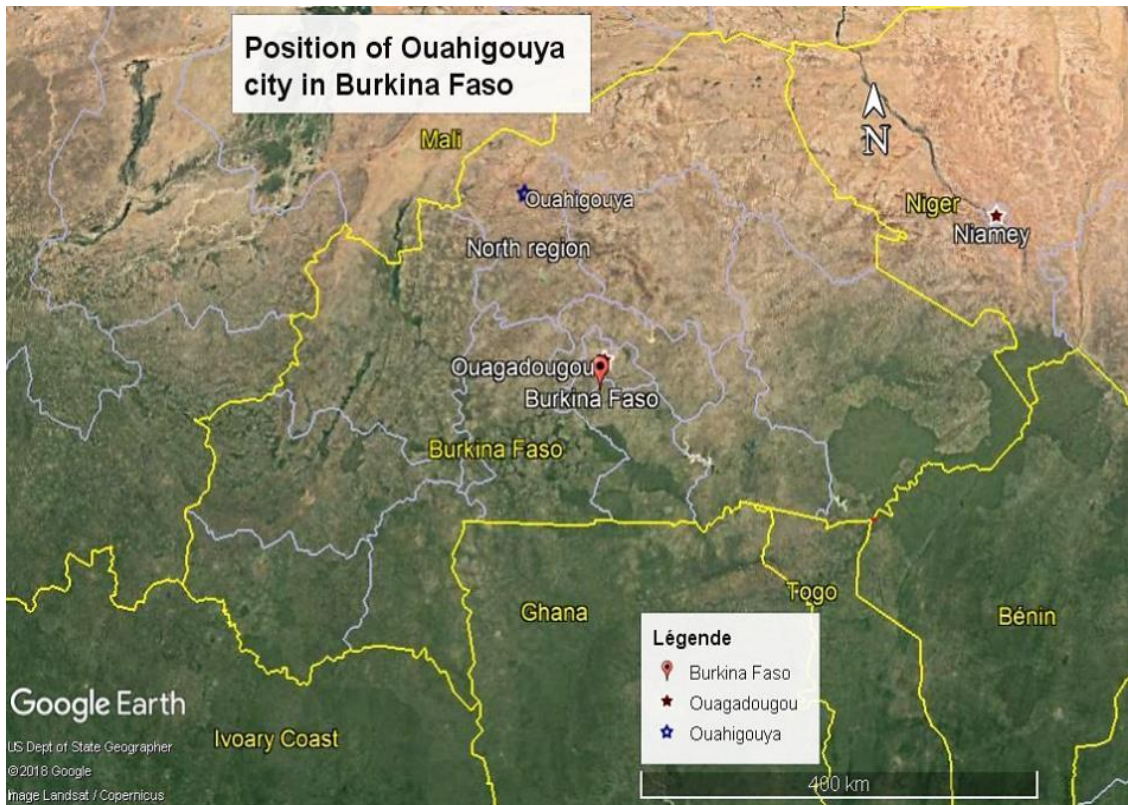 Position of Ouahigouya
city in Burkina Faso
Mali
N
Ouahigouya
Niger
Niamey
North region
Ouagadougou
Burkina Faso
Burkina Faso
Ghana
Togo
Bénin
Légende
Burkina Faso
Ouagadougou
Ouahigouya
Google Earth
Ivoary Coast
US Dept of State Geographer
©2018 Google
Image Landsat / Copernicus
400 km